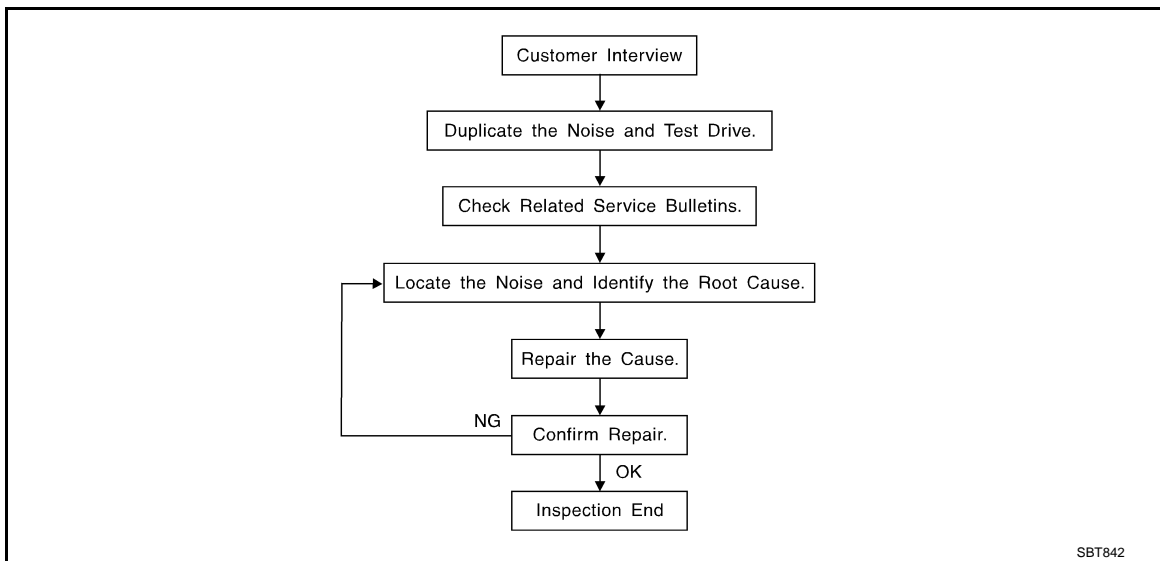 Customer Interview
Duplicate the Noise and Test Drive.
Check Related Service Bulletins.
Locate the Noise and Identify the Root Cause.
Repair the Cause.
NG
Confirm Repair.
OK
Inspection End
SBT842